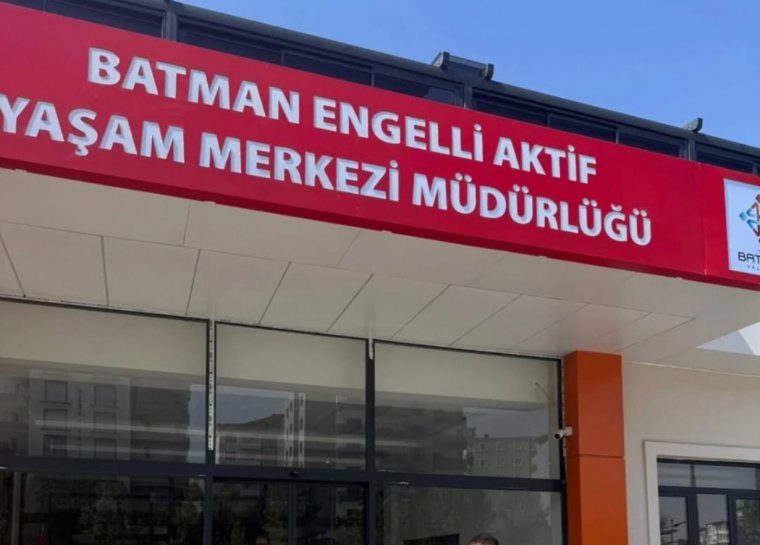 BATMAN ENGELLİ AKTİF
YAŞAM MERKEZİ MÜDÜRLÜĞÜ